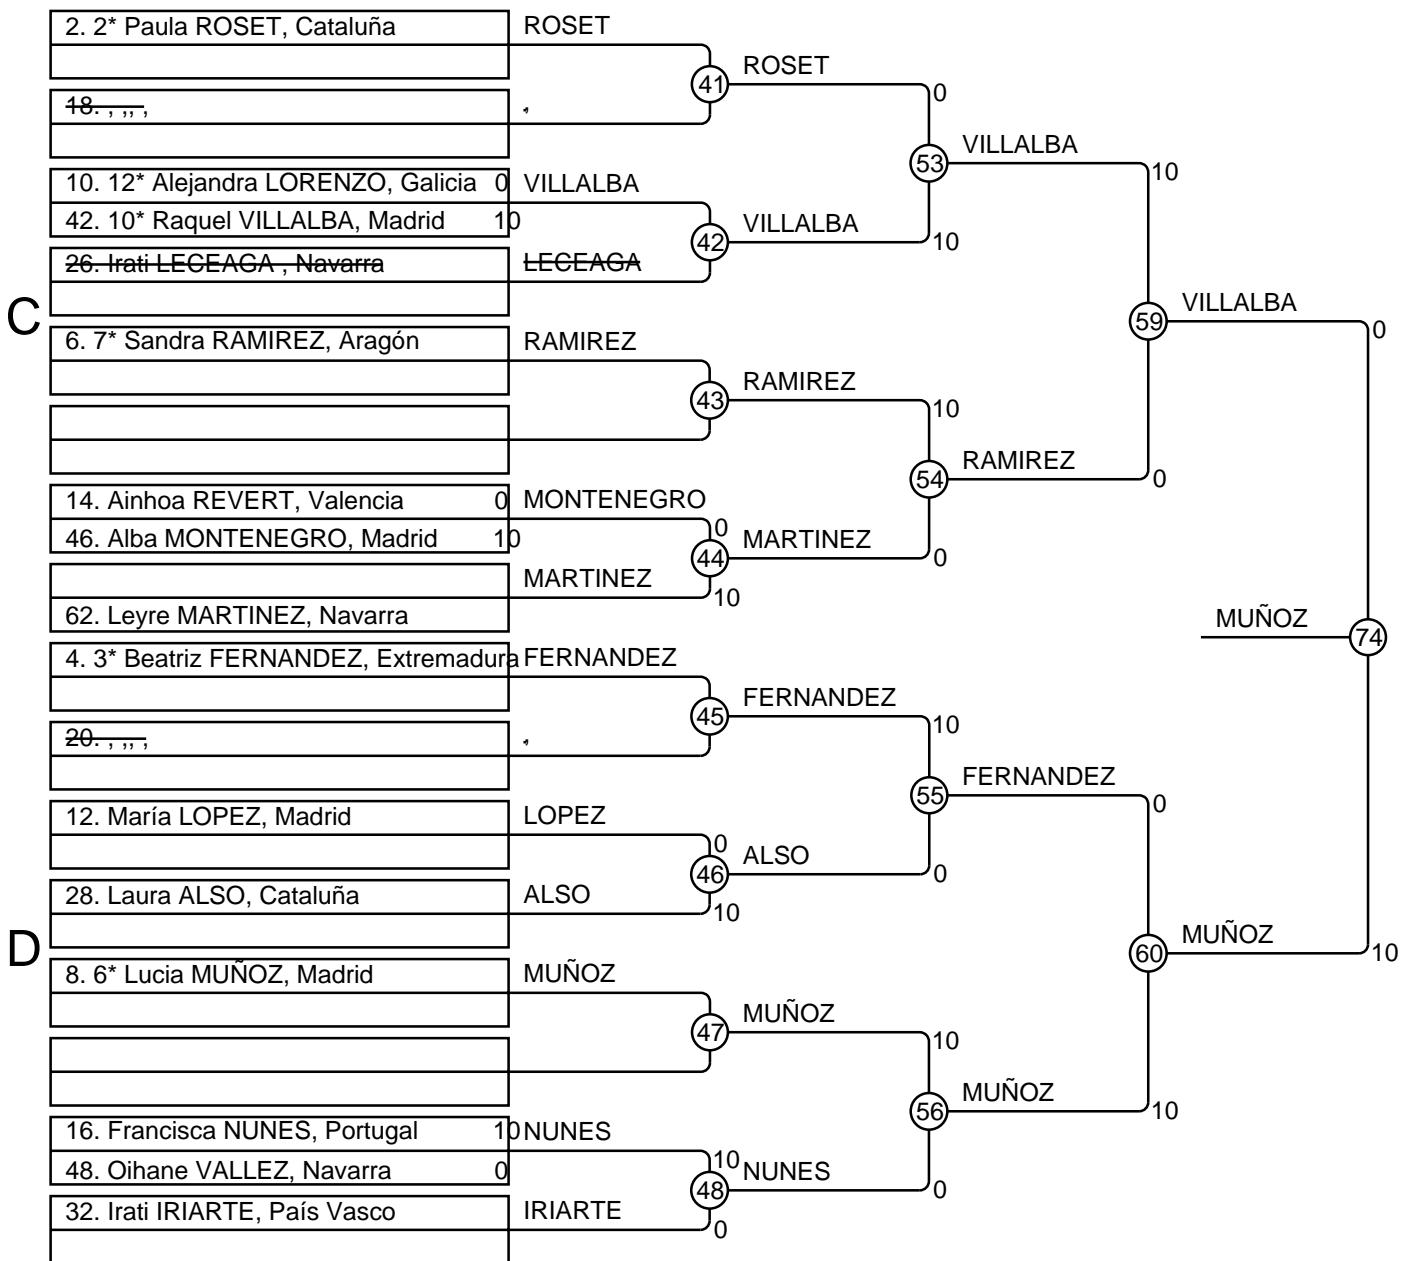 2. 2* Paula ROSET, Cataluña ROSET
41 ROSET
0
18. , ,, , ,
53 VILLALBA
10
10. 12* Alejandra LORENZO, Galicia 0 VILLALBA
42. 10* Raquel VILLALBA, Madrid 10
42 VILLALBA
10
26. Irati LECEAGA , Navarra LECEAGA
C
59 VILLALBA
0
6. 7* Sandra RAMIREZ, Aragón RAMIREZ
43 RAMIREZ
10
54 RAMIREZ
0
14. Ainhoa REVERT, Valencia 0 MONTENEGRO
0
46. Alba MONTENEGRO, Madrid 10
44 MARTINEZ
0
MARTINEZ
10
62. Leyre MARTINEZ, Navarra
MUÑOZ 74
4. 3* Beatriz FERNANDEZ, Extremadura FERNANDEZ
45 FERNANDEZ
10
20. , ,, , ,
55 FERNANDEZ
0
12. María LOPEZ, Madrid LOPEZ
0
46 ALSO
0
28. Laura ALSO, Cataluña ALSO
10
D
60 MUÑOZ
10
8. 6* Lucia MUÑOZ, Madrid MUÑOZ
47 MUÑOZ
10
56 MUÑOZ
10
16. Francisca NUNES, Portugal 10 NUNES
10
48. Oihane VALLEZ, Navarra 0
48 NUNES
0
32. Irati IRIARTE, País Vasco IRIARTE
0